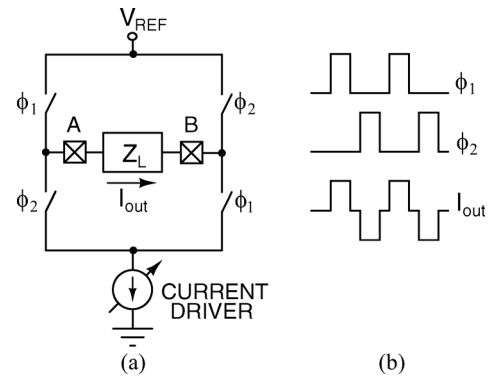 V_REF
ϕ1
ϕ2
A
B
Z_L
I_out
ϕ2
ϕ1
CURRENT
DRIVER
(a)
ϕ1
ϕ2
I_out
(b)